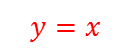 y = x